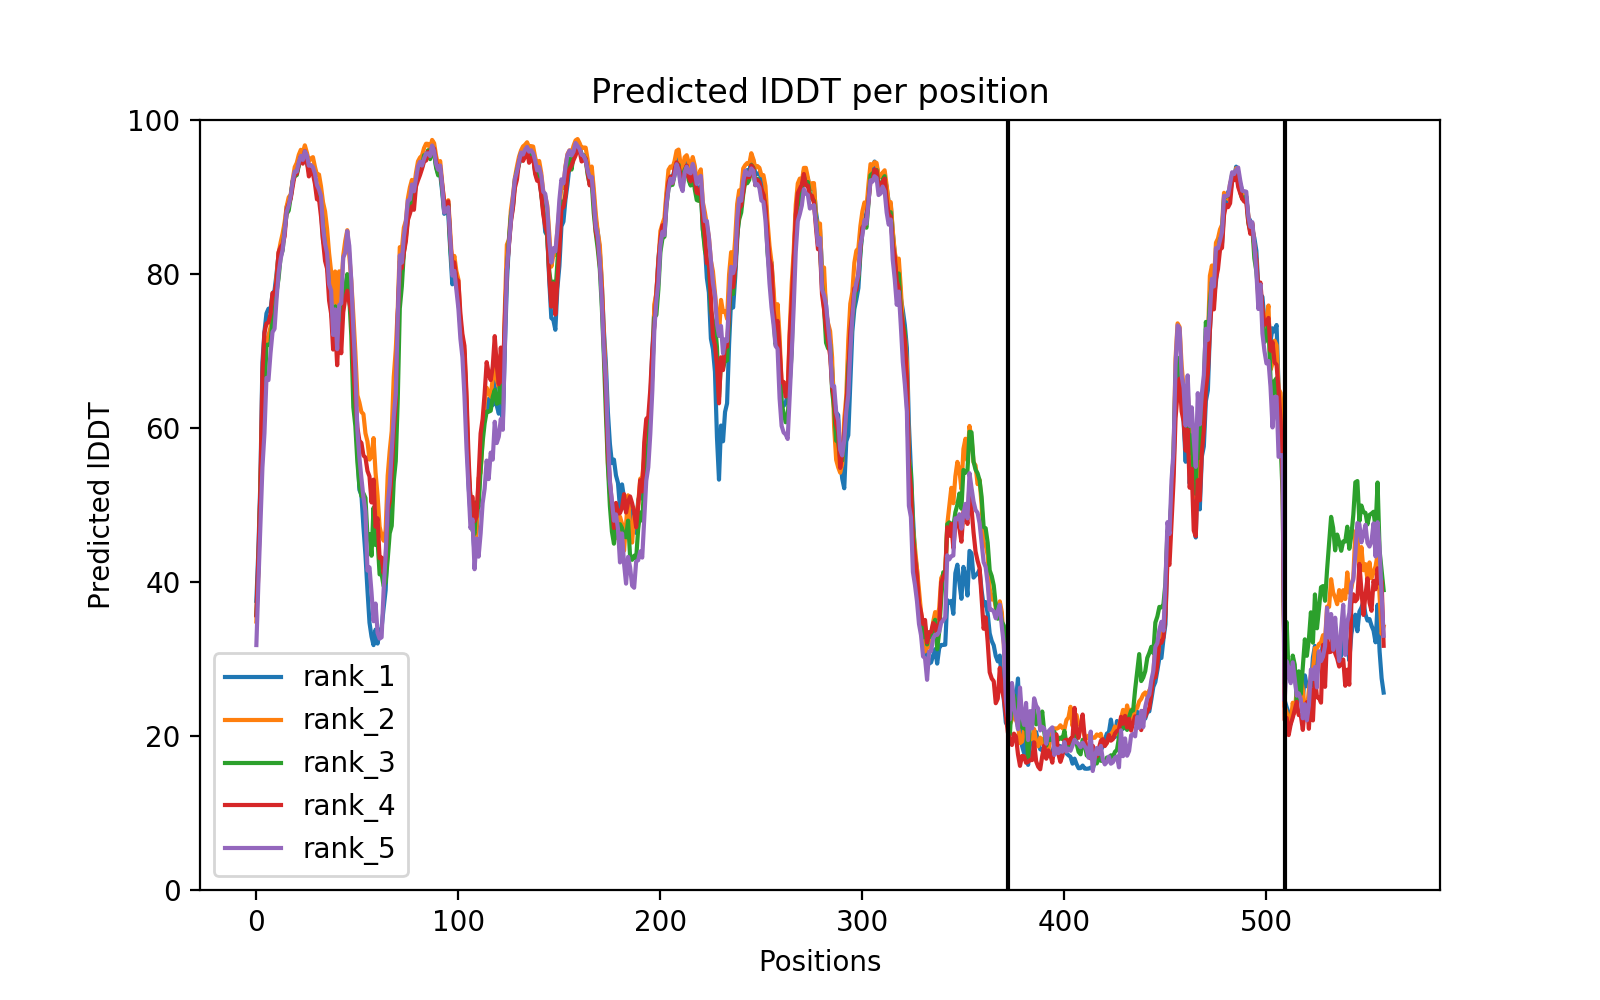 Predicted lDDT per position
100
80
60
40
20
0
Predicted lDDT
rank_1
rank_2
rank_3
rank_4
rank_5
0 100 200 300 400 500
Positions